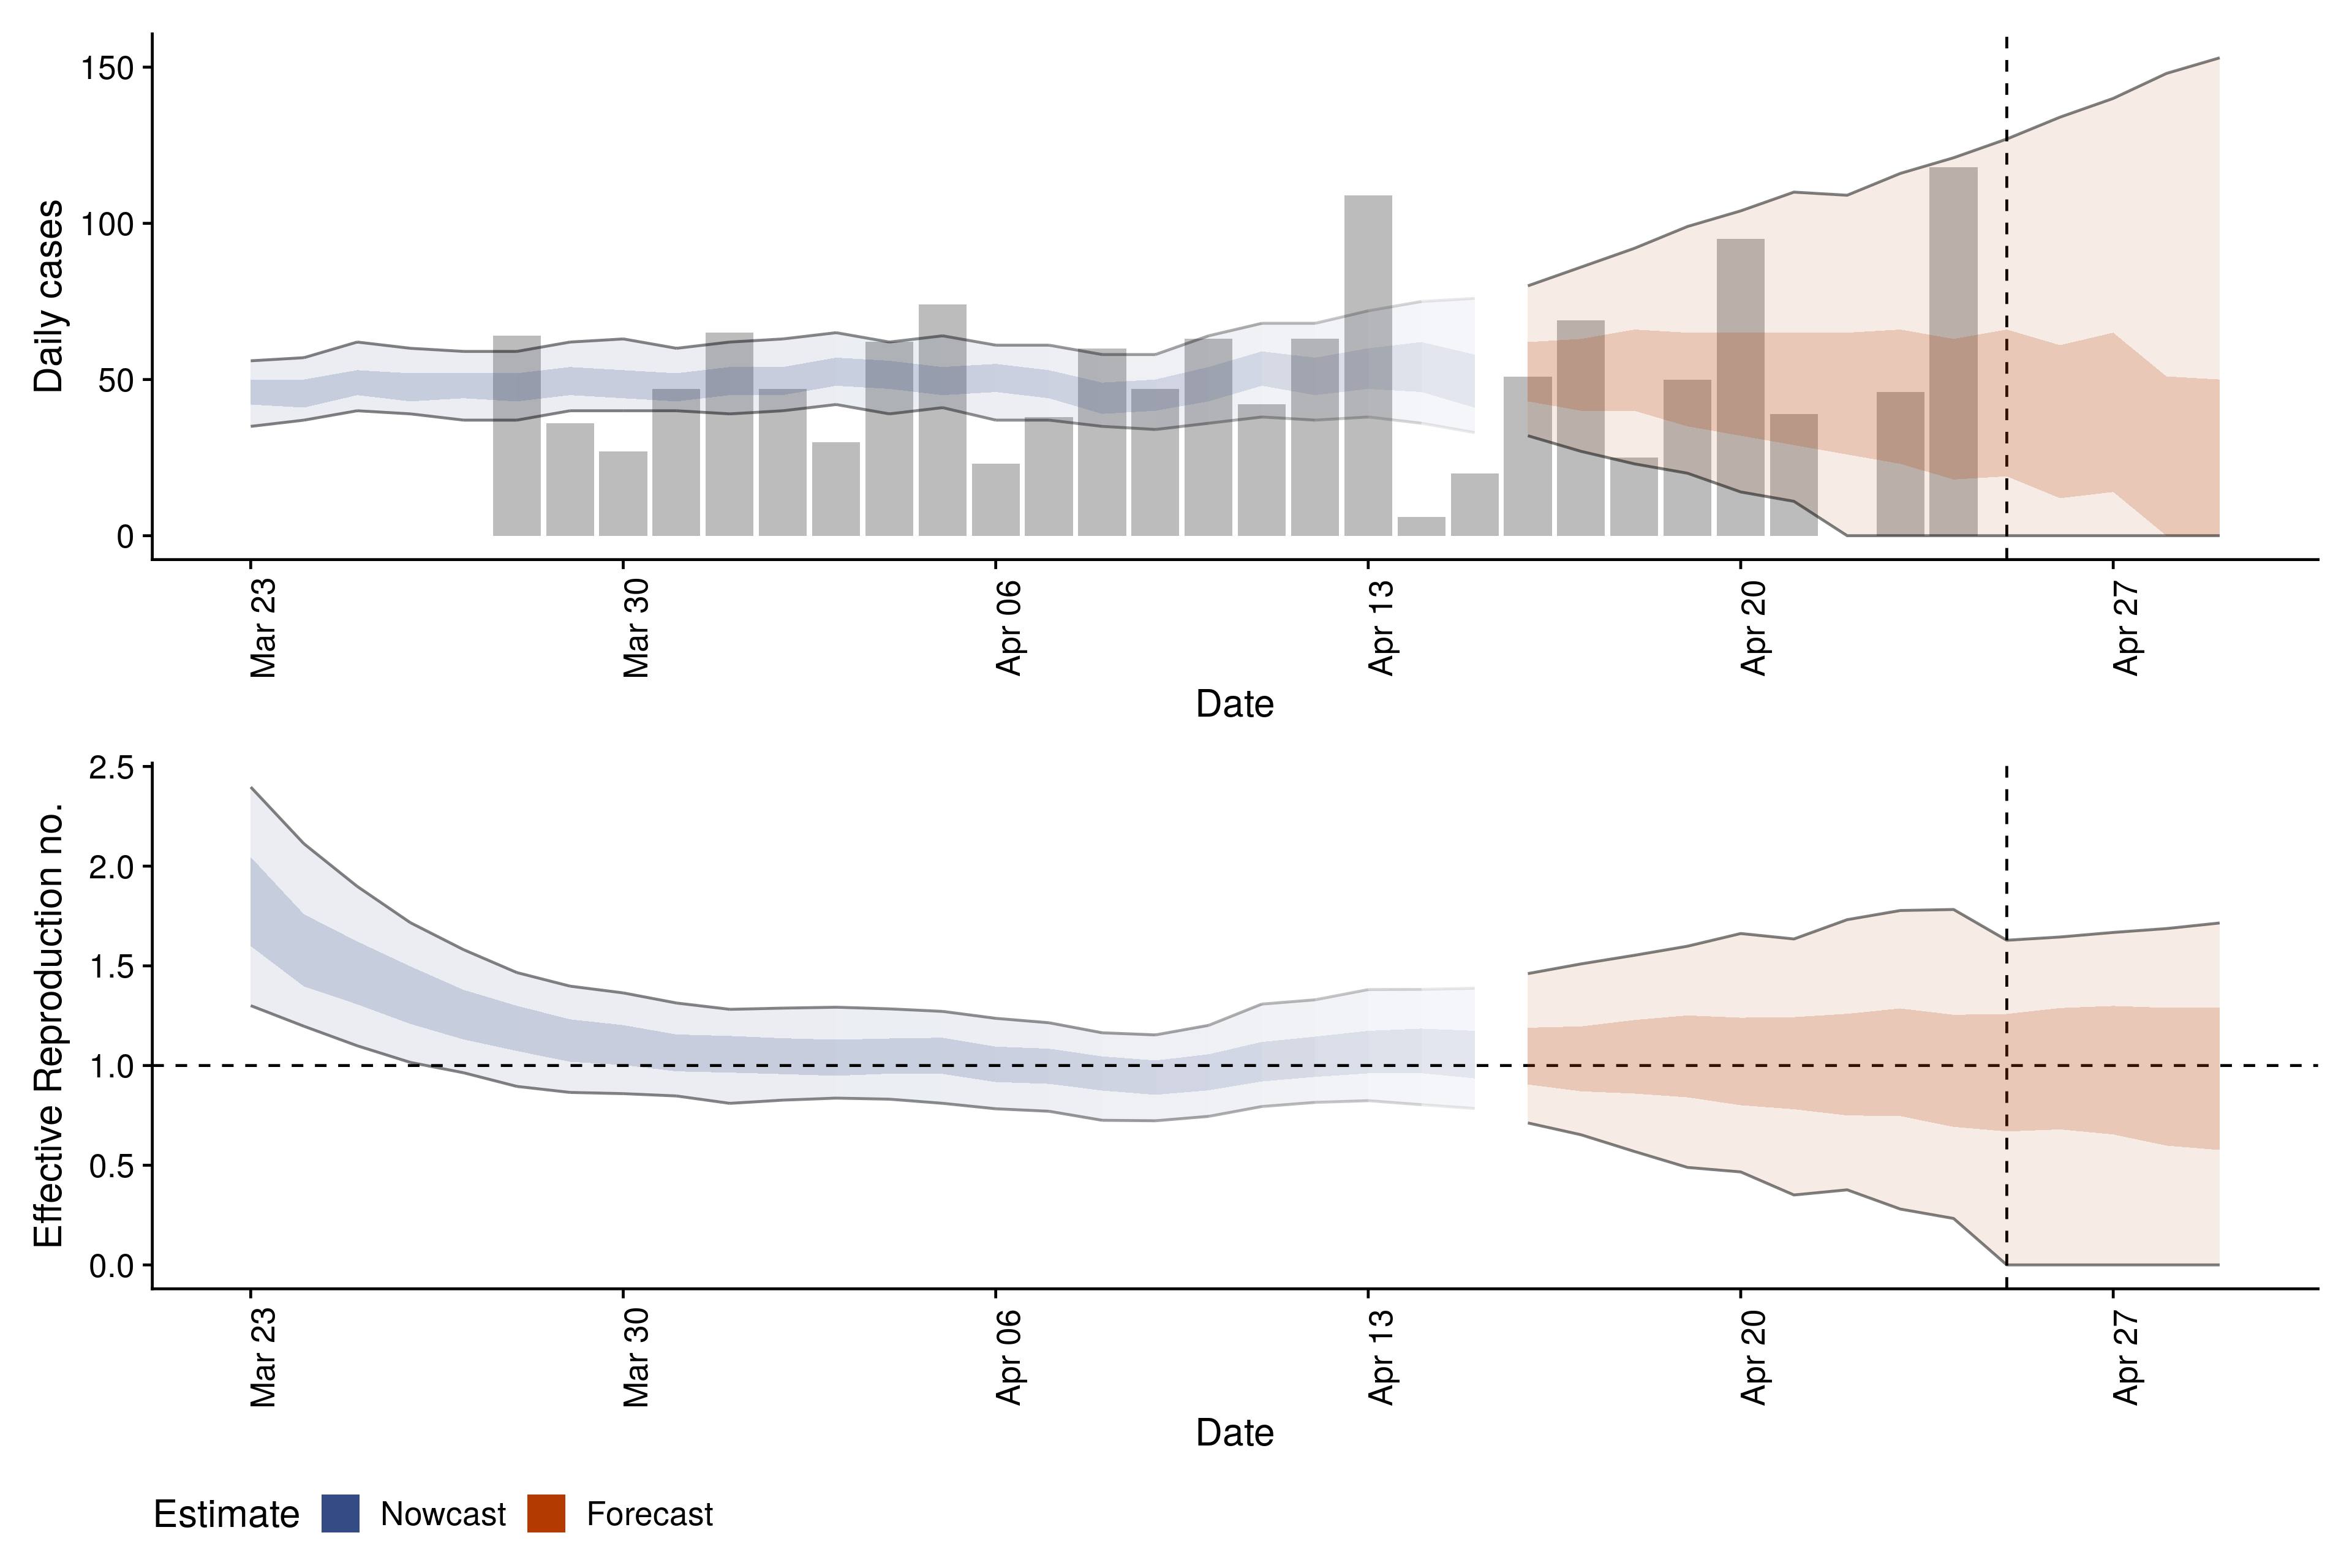 150
100
50
0
Daily cases
Mar 23
Mar 30
Apr 06
Apr 13
Apr 20
Apr 27
Date
2.5
2.0
1.5
1.0
0.5
0.0
Effective Reproduction no.
Mar 23
Mar 30
Apr 06
Apr 13
Apr 20
Apr 27
Date
Estimate Nowcast Forecast